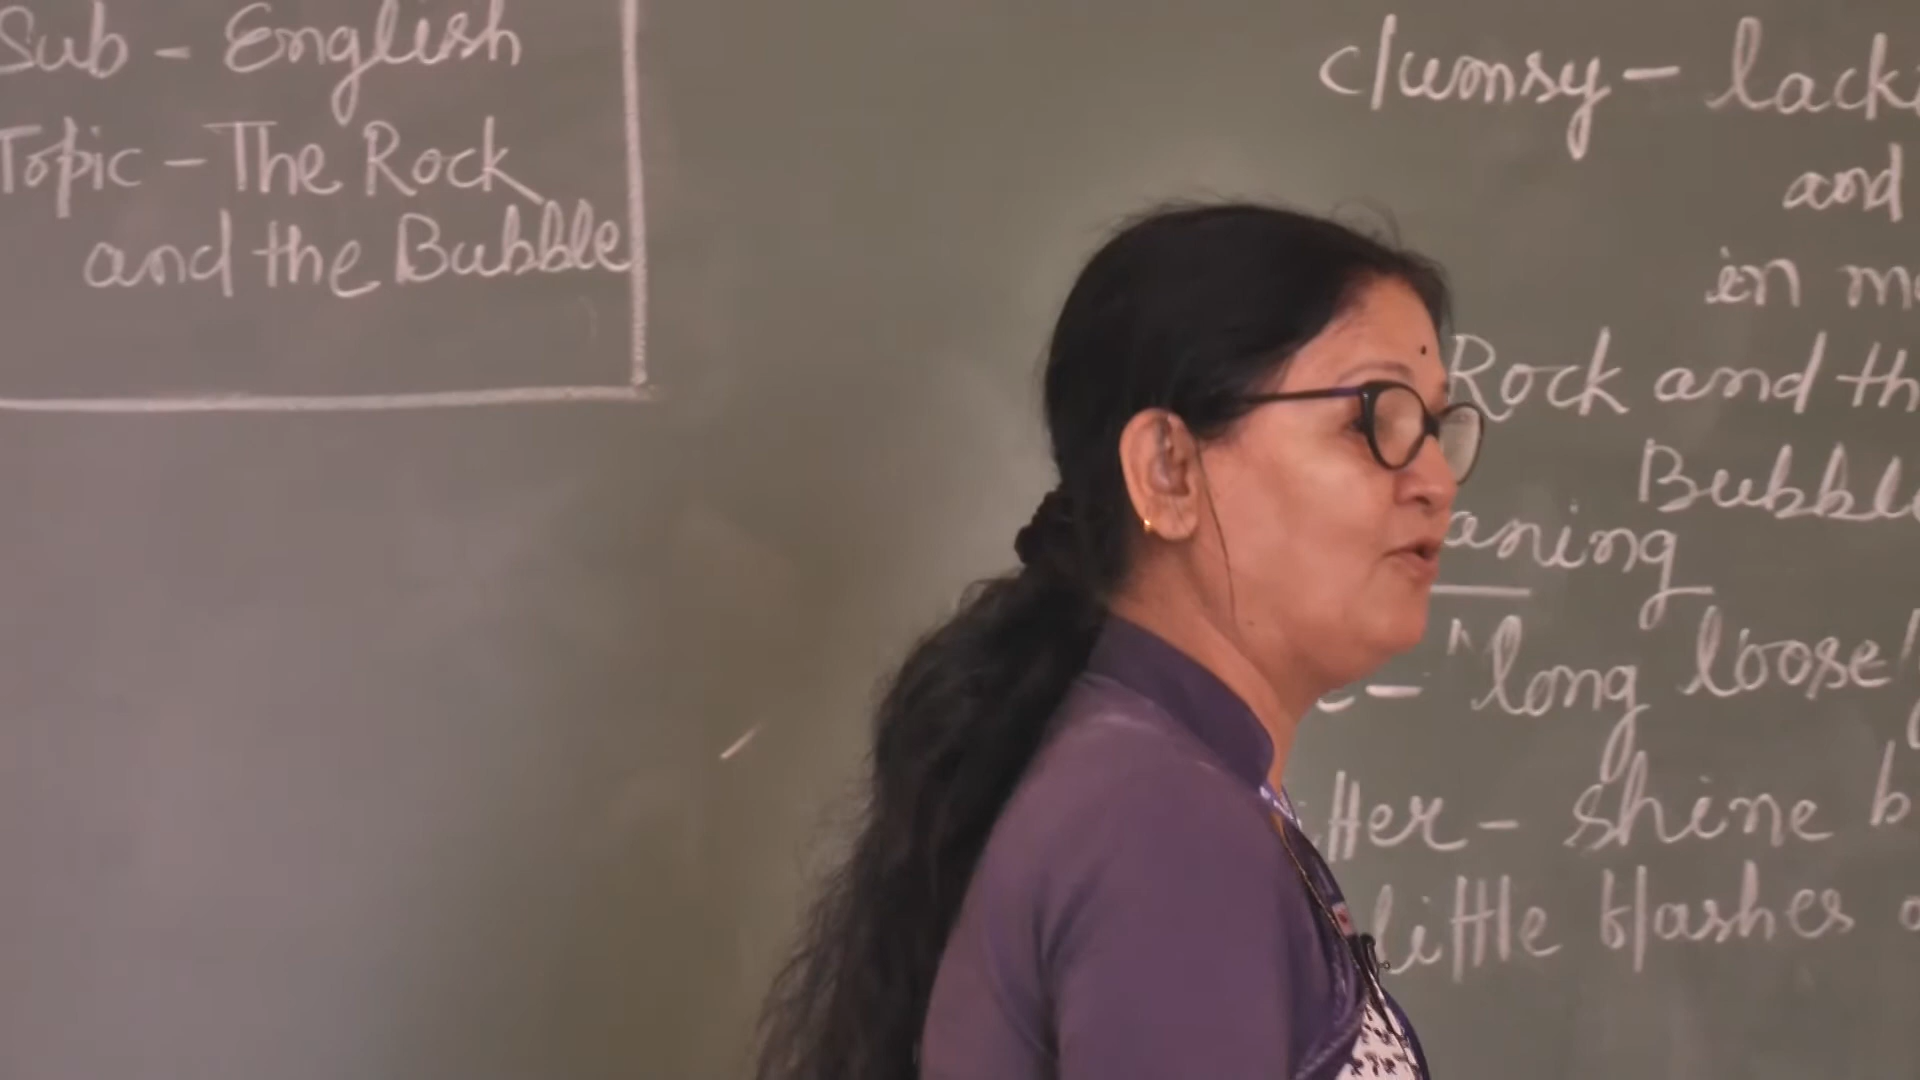 Sub - English
Topic - The Rock
and the Bubble
clumsy - lacki
and
in m
Rock and th
Bubble
aning
long loose
tter - shine b
little flashes o